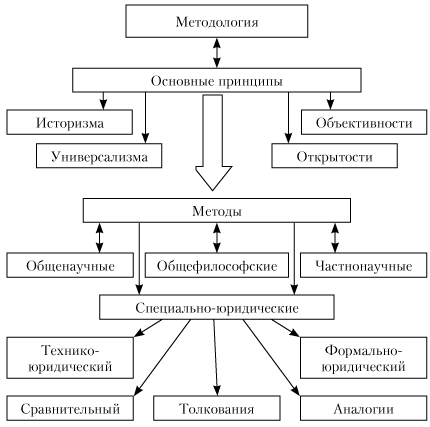 Методология
Основные принципы
Историзма
Объективности
Универсализма
Открытости
Методы
Общенаучные
Общефилософские
Частнонаучные
Специально-юридические
Технико-
юридический
Формально-
юридический
Сравнительный
Толкования
Аналогии